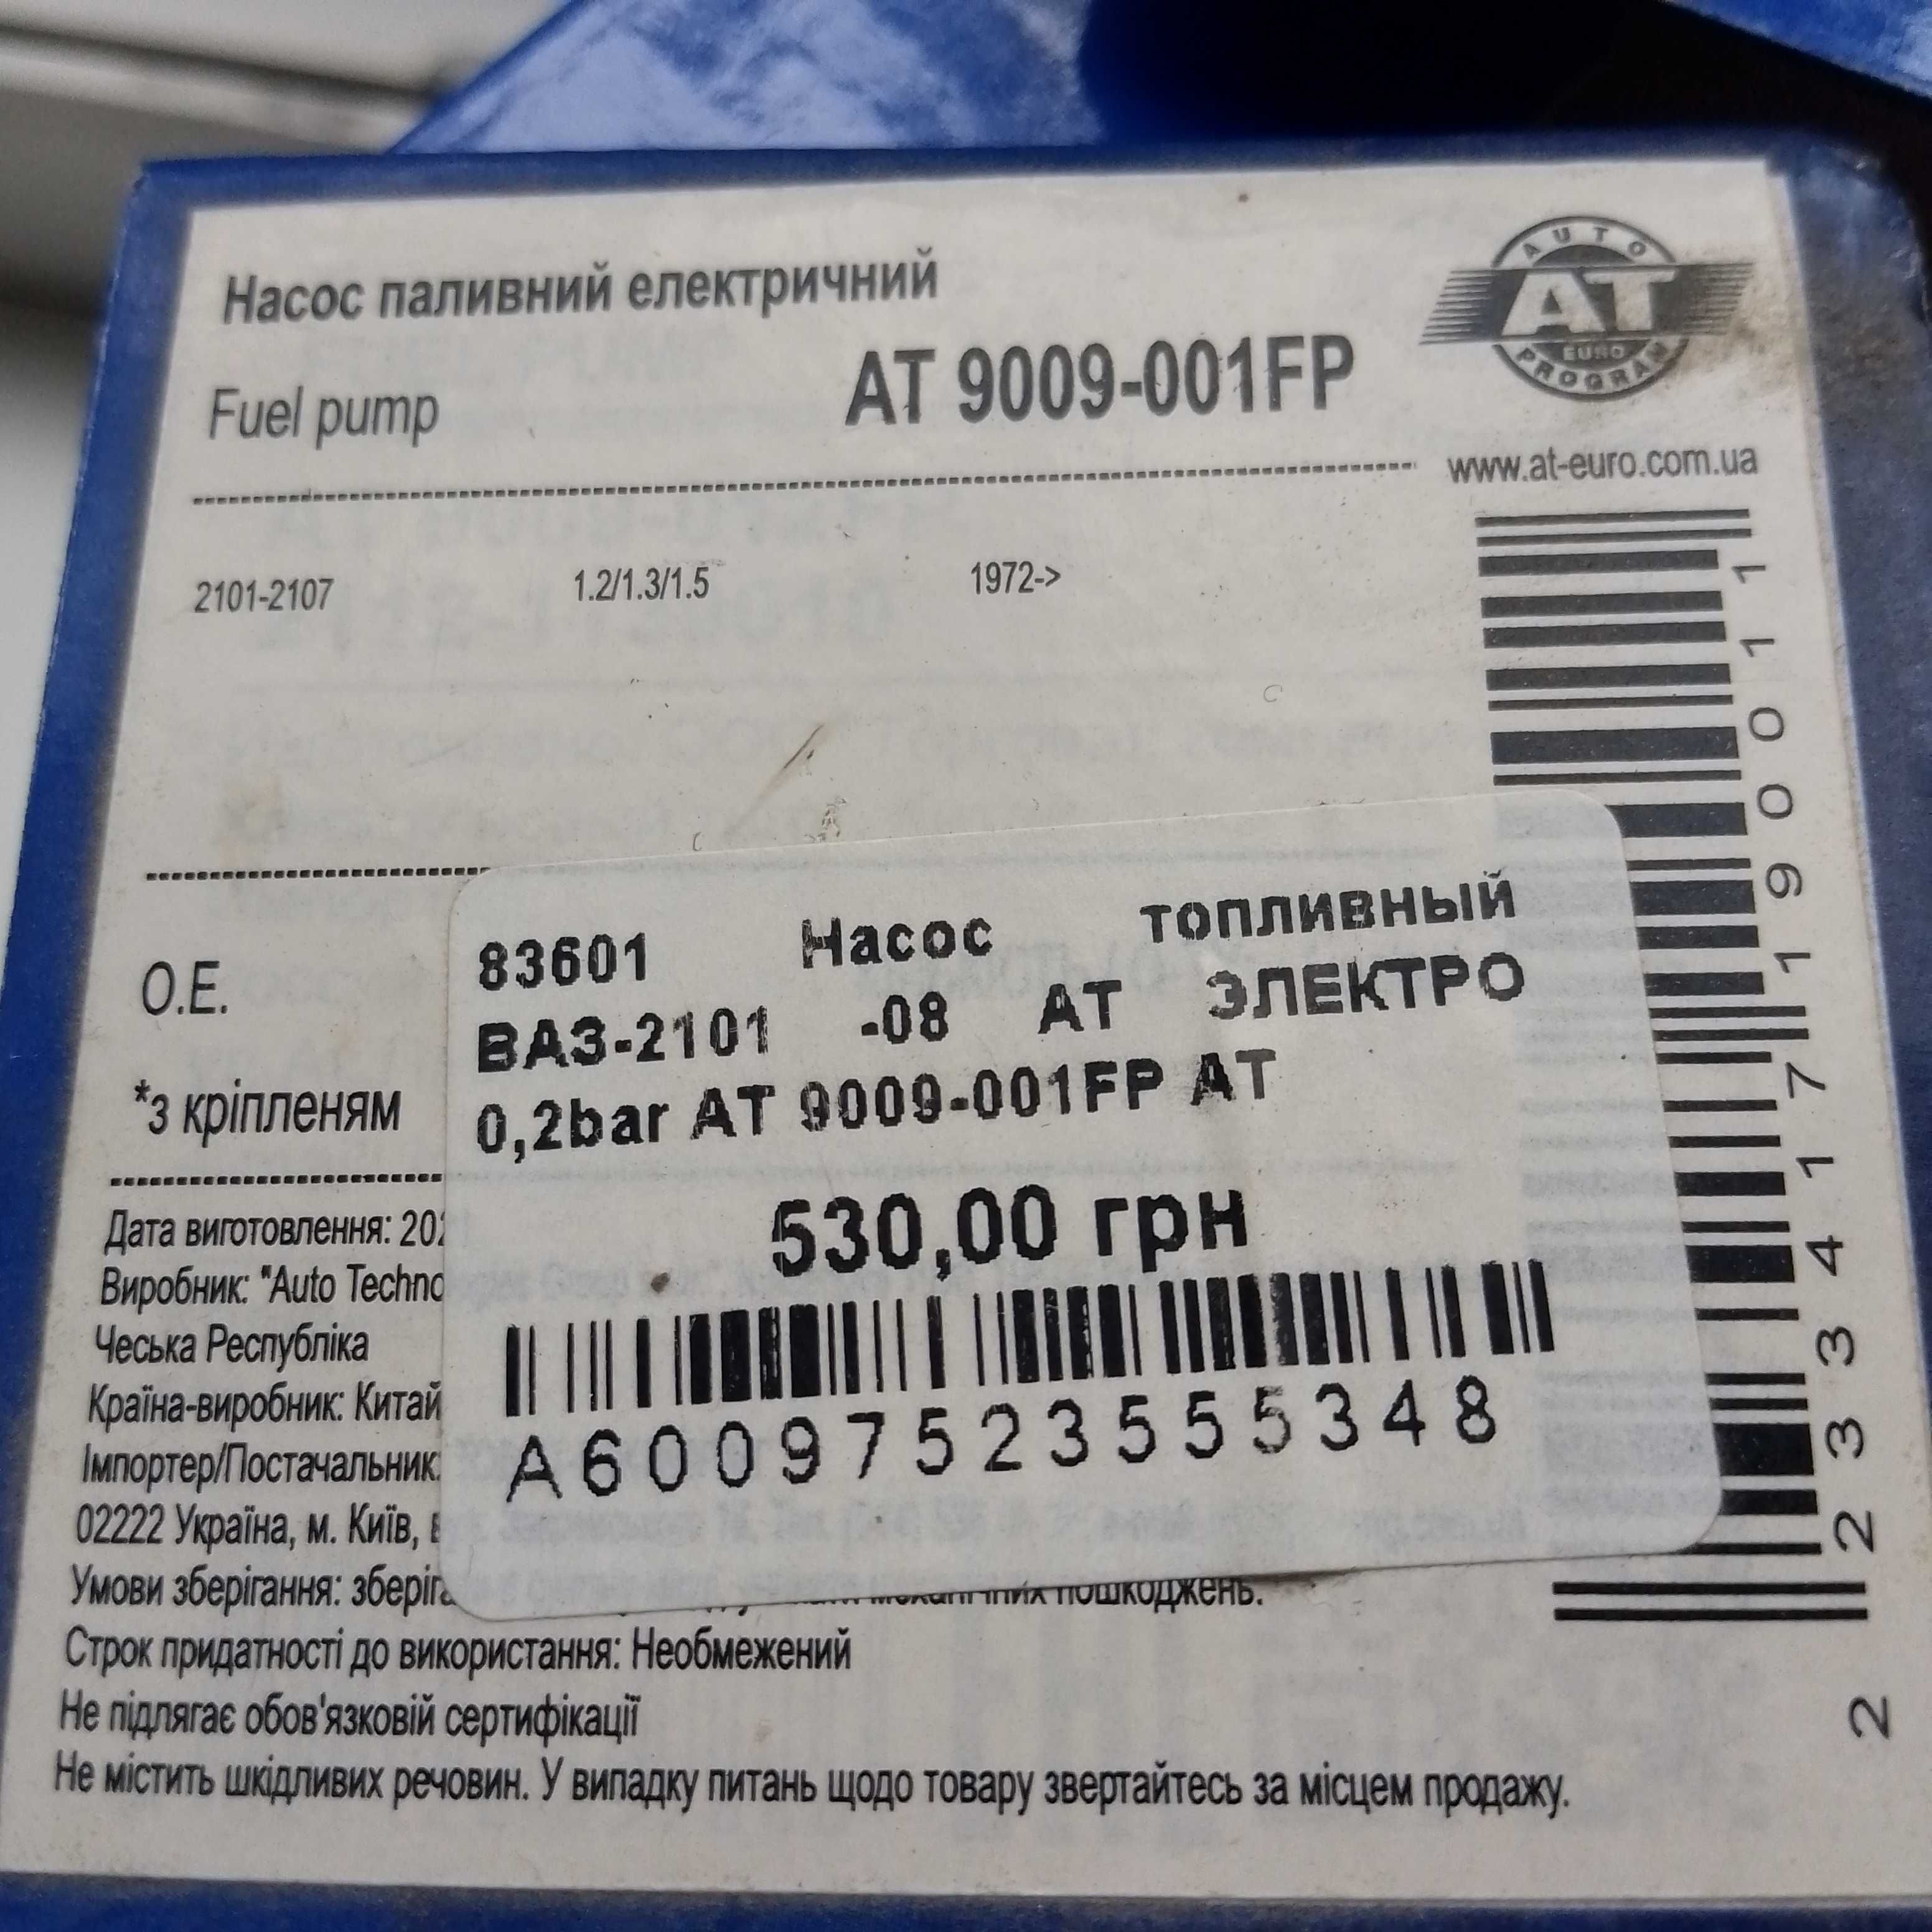 Насос паливний електричний
Fuel pump
AT 9009-001FP
AUTO
AT
EURO
PROGRAM
www.at-euro.com.ua
2101-2107 1.2/1.3/1.5 1972->
O.E.
*з кріпленям
83601 Насос топливный
ВАЗ-2101 -08 АТ ЭЛЕКТРО
0,2bar AT 9009-001FP AT
530,00 грн
A600975235555348
Дата виготовлення: 202
Виробник: "Auto Techno
Чеська Республіка
Країна-виробник: Китай
Імпортер/Постачальник:
02222 Україна, м. Київ, в
Умови зберігання: зберіга механічних пошкоджень.
Строк придатності до використання: Необмежений
Не підлягає обов'язковій сертифікації
Не містить шкідливих речовин. У випадку питань щодо товару звертайтесь за місцем продажу.
2 233417190011